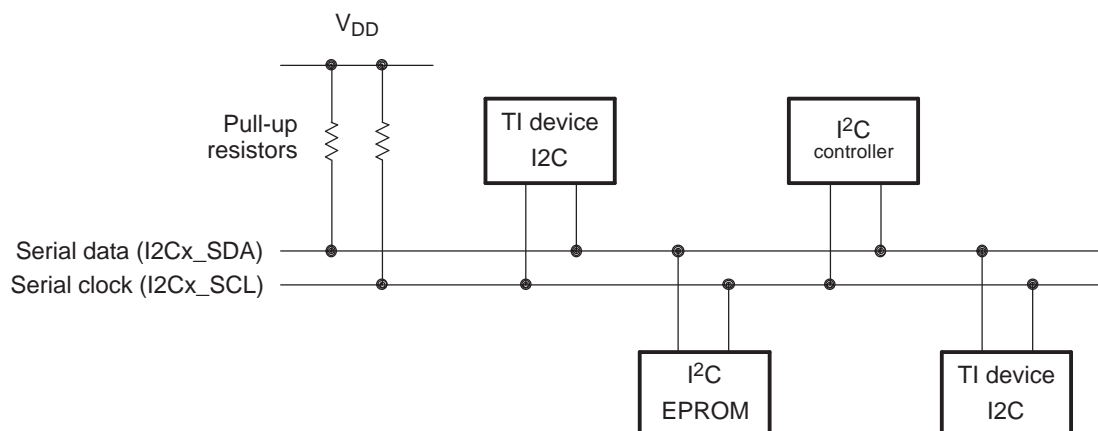 V_DD
Pull-up
resistors
TI device
I2C
I²C
controller
Serial data (I2Cx_SDA)
Serial clock (I2Cx_SCL)
I²C
EPROM
TI device
I2C